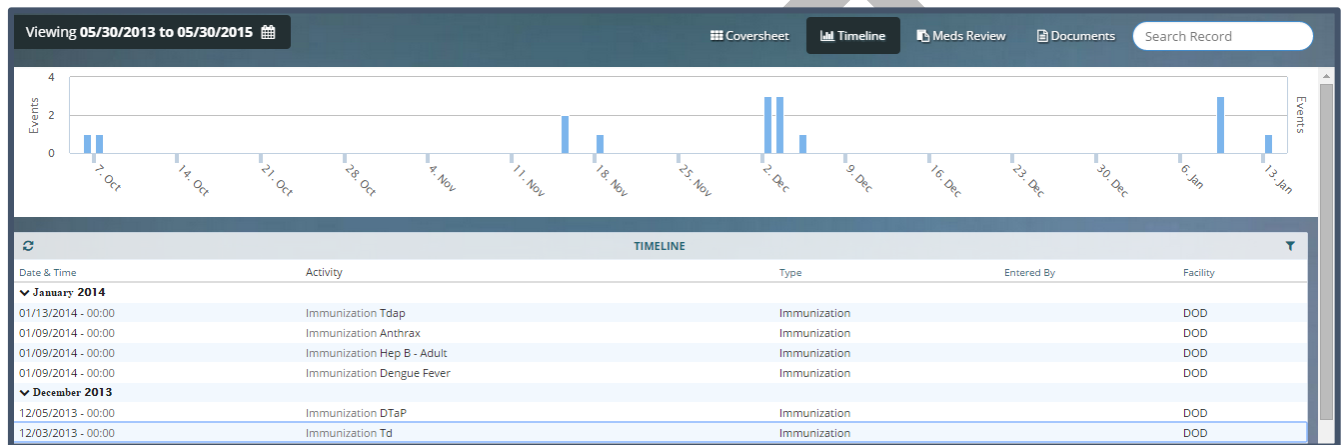 Viewing 05/30/2013 to 05/30/2015
Coversheet Timeline Meds Review Documents Search Record
4
2
0
Events
Events
7. Oct 14. Oct 21. Oct 28. Oct 4. Nov 11. Nov 18. Nov 25. Nov 2. Dec 9. Dec 16. Dec 23. Dec 30. Dec 6. Jan 13. Jan
TIMELINE
Date & Time Activity Type Entered By Facility
January 2014
01/13/2014 - 00:00 Immunization Tdap Immunization DOD
01/09/2014 - 00:00 Immunization Anthrax Immunization DOD
01/09/2014 - 00:00 Immunization Hep B - Adult Immunization DOD
01/09/2014 - 00:00 Immunization Dengue Fever Immunization DOD
December 2013
12/05/2013 - 00:00 Immunization DTaP Immunization DOD
12/03/2013 - 00:00 Immunization Td Immunization DOD